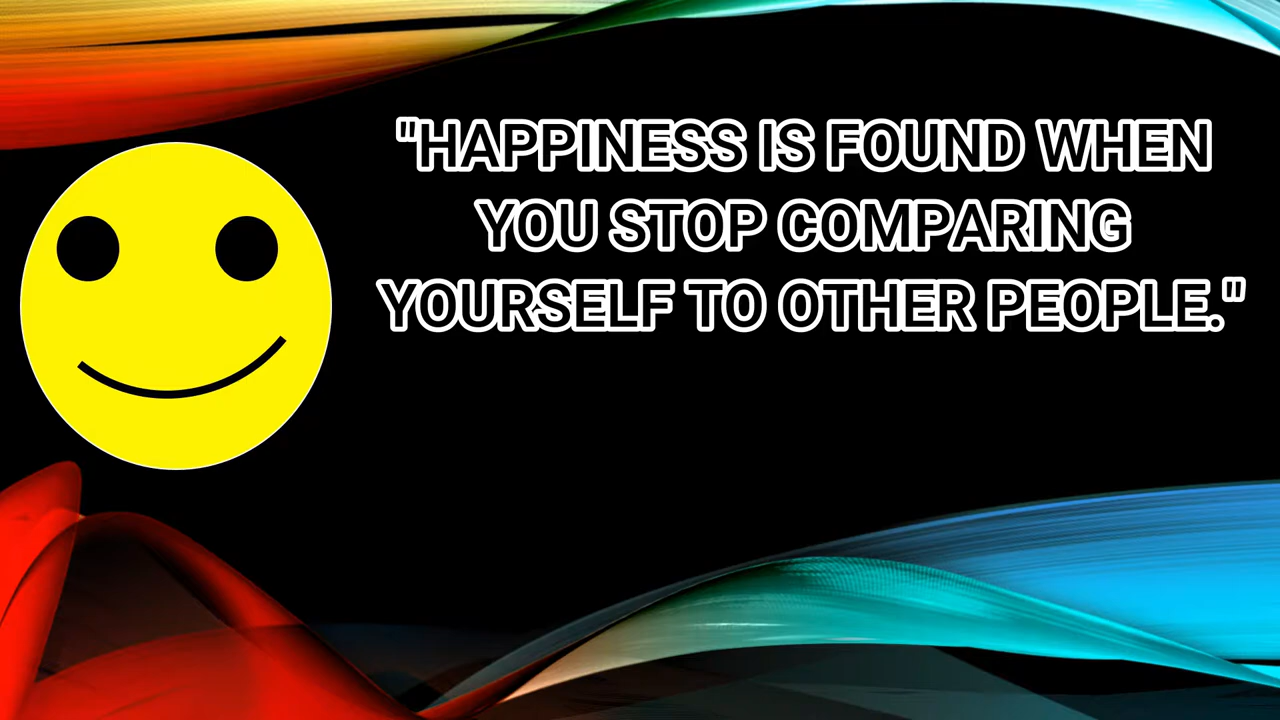 "HAPPINESS IS FOUND WHEN
YOU STOP COMPARING
YOURSELF TO OTHER PEOPLE."